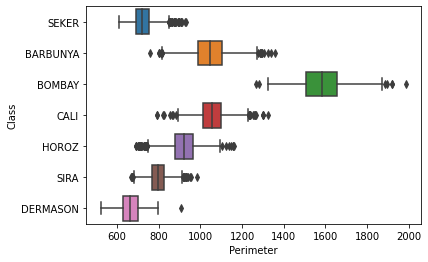 SEKER
BARBUNYA
BOMBAY
CALI
HOROZ
SIRA
DERMASON
Class
600 800 1000 1200 1400 1600 1800 2000
Perimeter